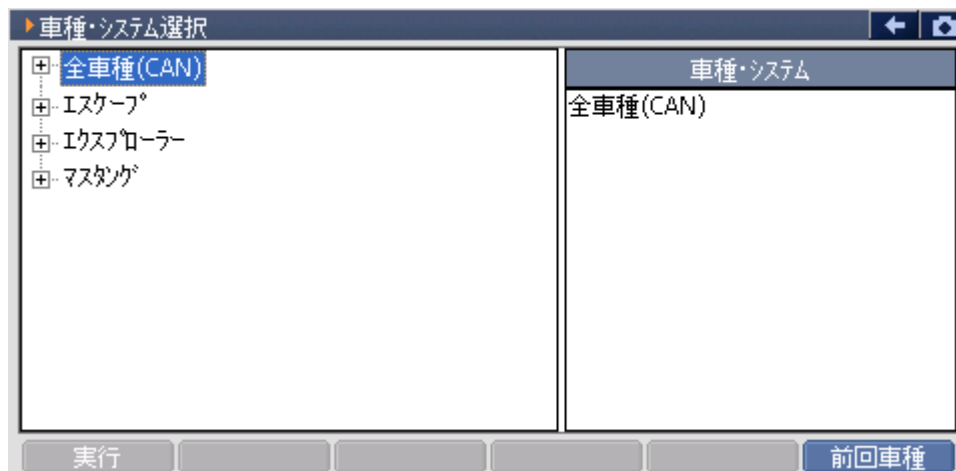 車種･ｼｽﾃﾑ選択
全車種(CAN)
ｴｽｹｰﾌﾟ
ｴｸｽﾌﾟﾛｰﾗｰ
ﾏｽﾀﾝｸﾞ
車種･ｼｽﾃﾑ
全車種(CAN)
実行
前回車種